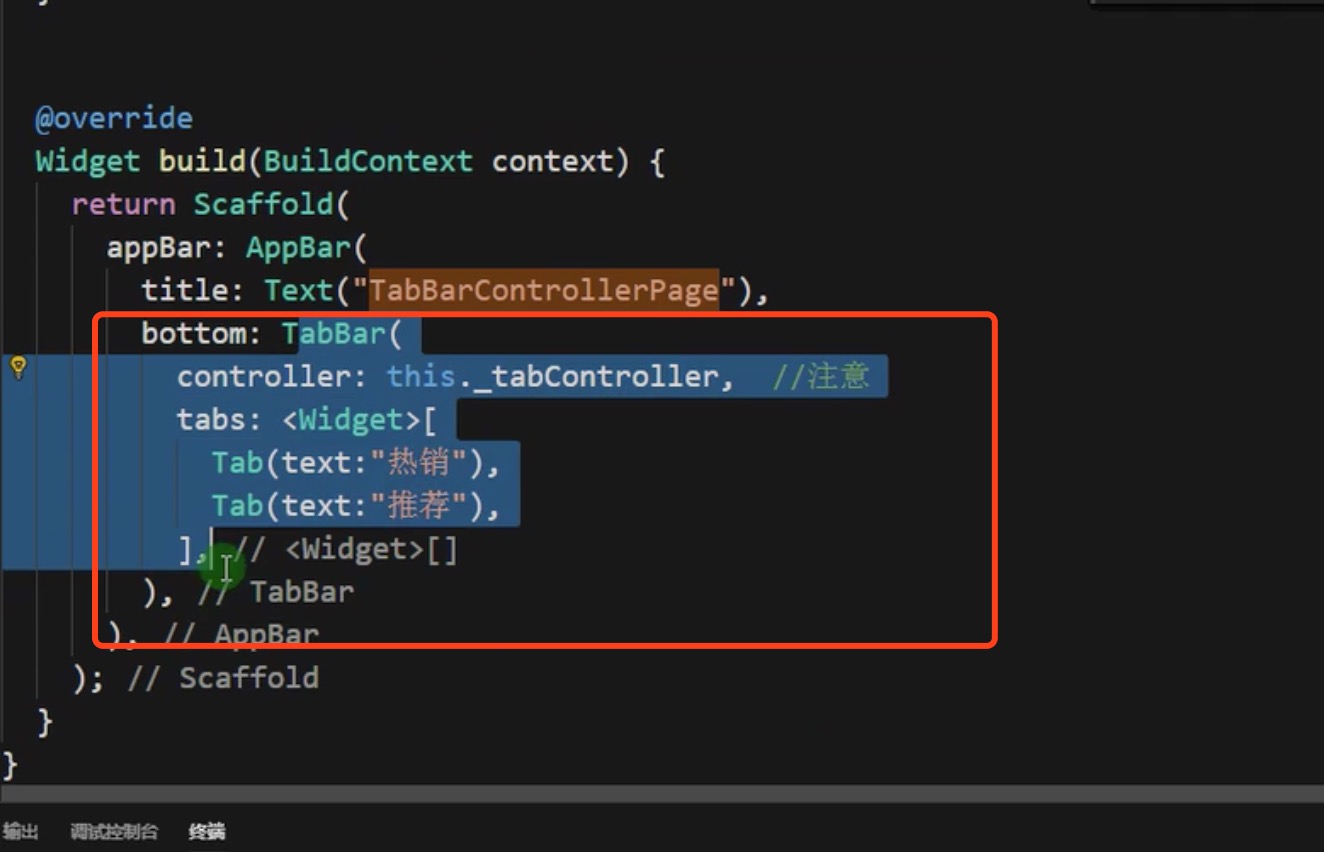 }
@override
Widget build(BuildContext context) {
return Scaffold(
appBar: AppBar(
title: Text("TabBarControllerPage"),
bottom: TabBar(
controller: this._tabController, //注意
tabs: <Widget>[
Tab(text:"热销"),
Tab(text:"推荐"),
], // <Widget>[]
), // TabBar
), // AppBar
); // Scaffold
}
}
输出 调试控制台 终端